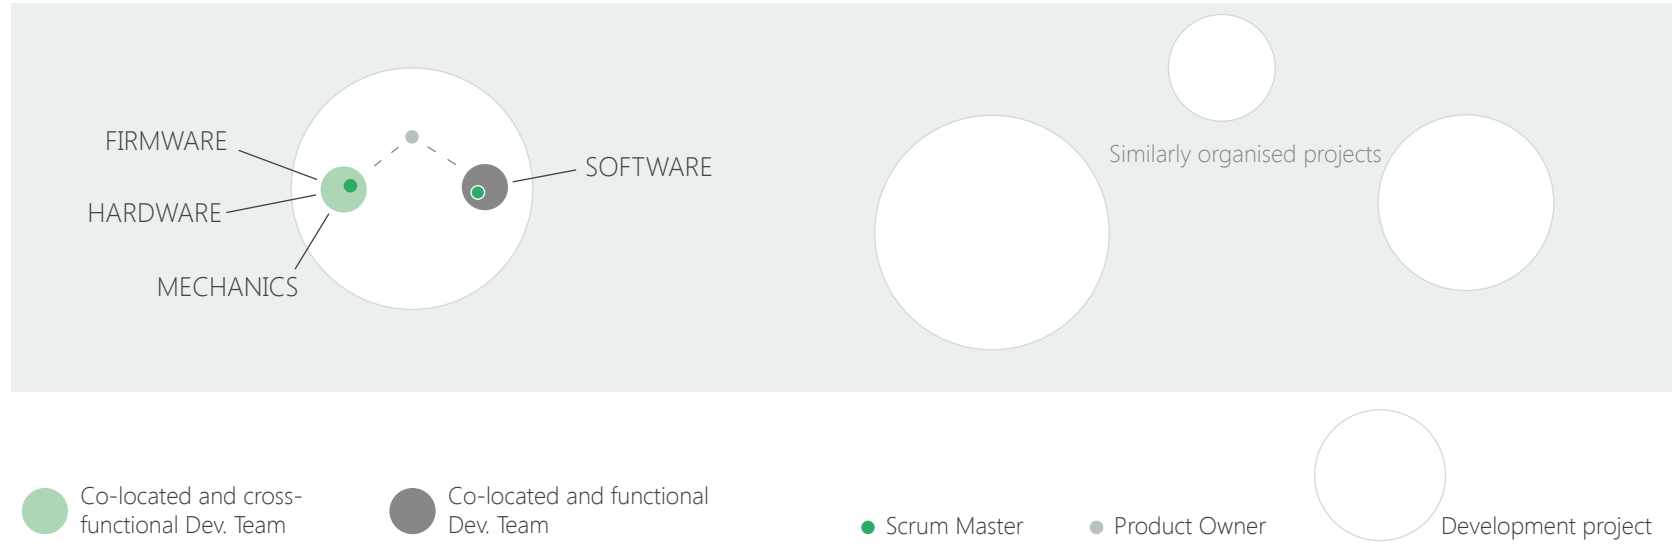 FIRMWARE
HARDWARE
MECHANICS
SOFTWARE
Similarly organised projects
Co-located and cross-
functional Dev. Team
Co-located and functional
Dev. Team
Scrum Master
Product Owner
Development project